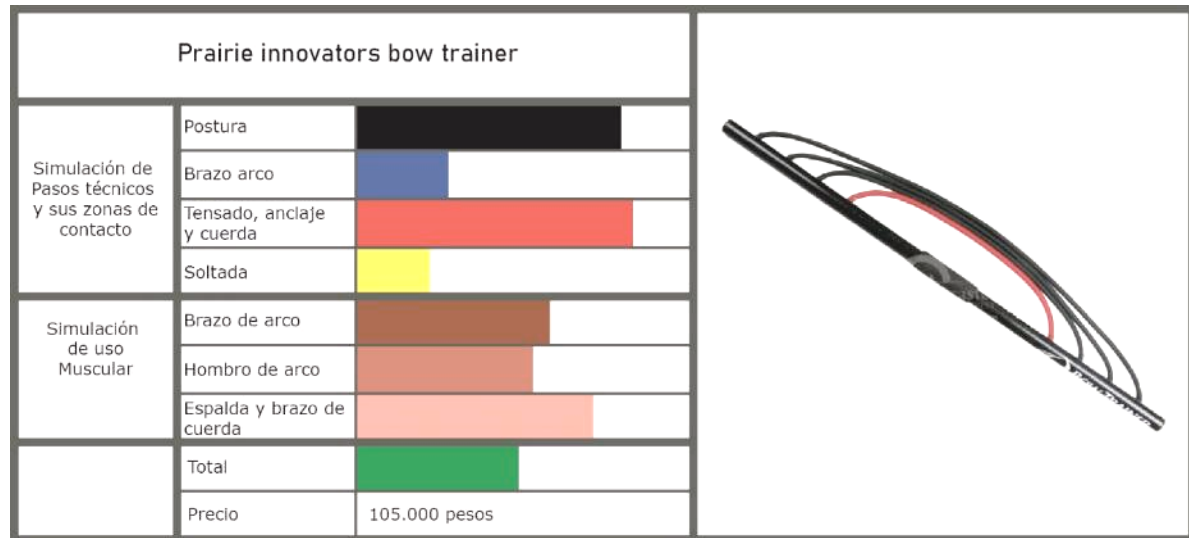 Prairie innovators bow trainer
Simulación de
Pasos técnicos
y sus zonas de
contacto
Postura
Brazo arco
Tensado, anclaje
y cuerda
Soltada
Simulación
de uso
Muscular
Brazo de arco
Hombro de arco
Espalda y brazo de
cuerda
Total
Precio
105.000 pesos